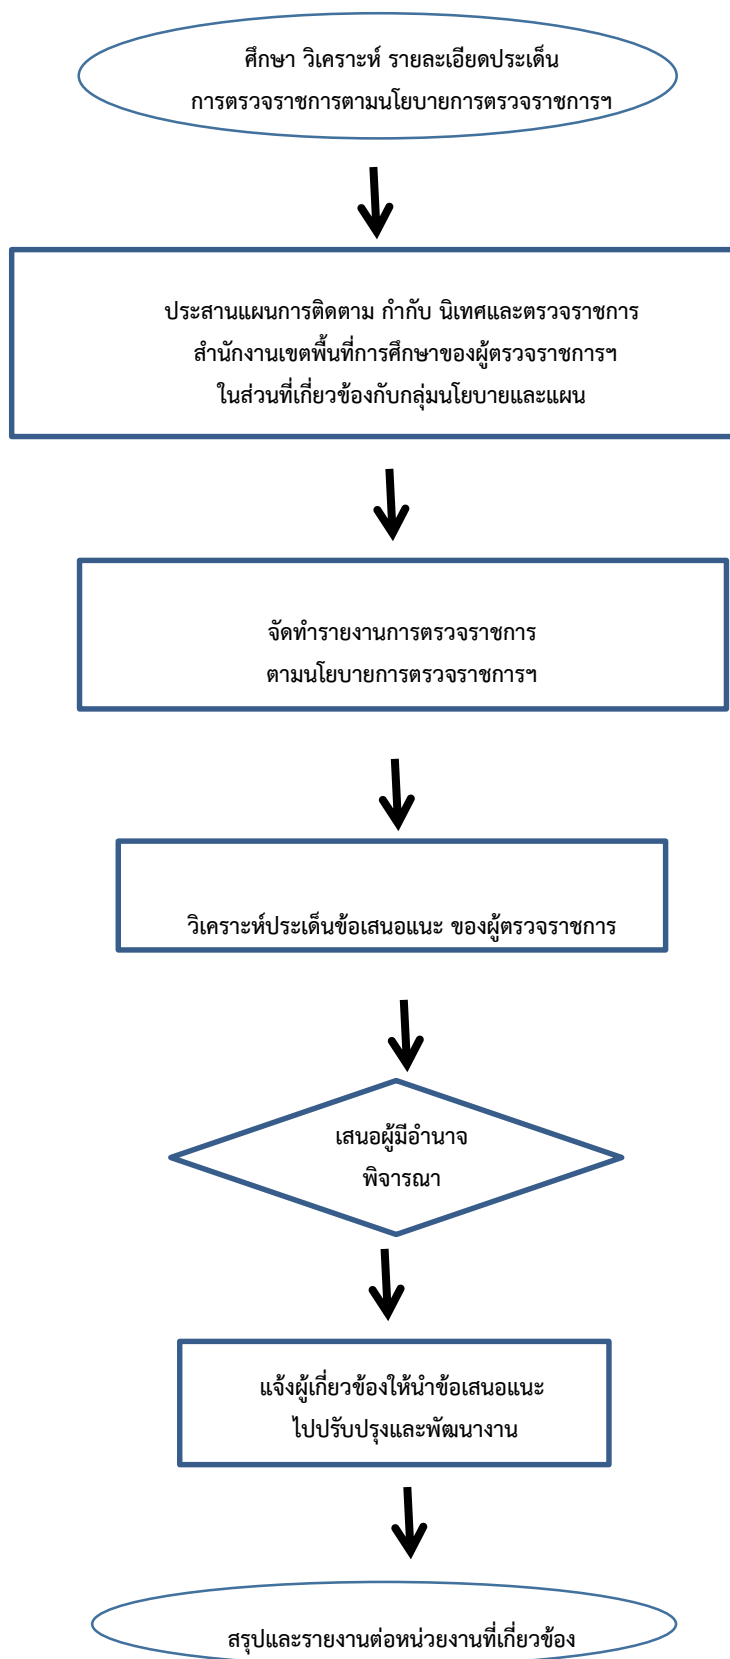 ศึกษา วิเคราะห์ รายละเอียดประเด็น
การตรวจราชการตามนโยบายการตรวจราชการฯ
ประสานแผนการติดตาม กำกับ นิเทศและตรวจราชการ
สำนักงานเขตพื้นที่การศึกษาของผู้ตรวจราชการฯ
ในส่วนที่เกี่ยวข้องกับกลุ่มนโยบายและแผน
จัดทำรายงานการตรวจราชการ
ตามนโยบายการตรวจราชการฯ
วิเคราะห์ประเด็นข้อเสนอแนะ ของผู้ตรวจราชการ
เสนอผู้มีอำนาจ
พิจารณา
แจ้งผู้เกี่ยวข้องให้นำข้อเสนอแนะ
ไปปรับปรุงและพัฒนางาน
สรุปและรายงานต่อหน่วยงานที่เกี่ยวข้อง